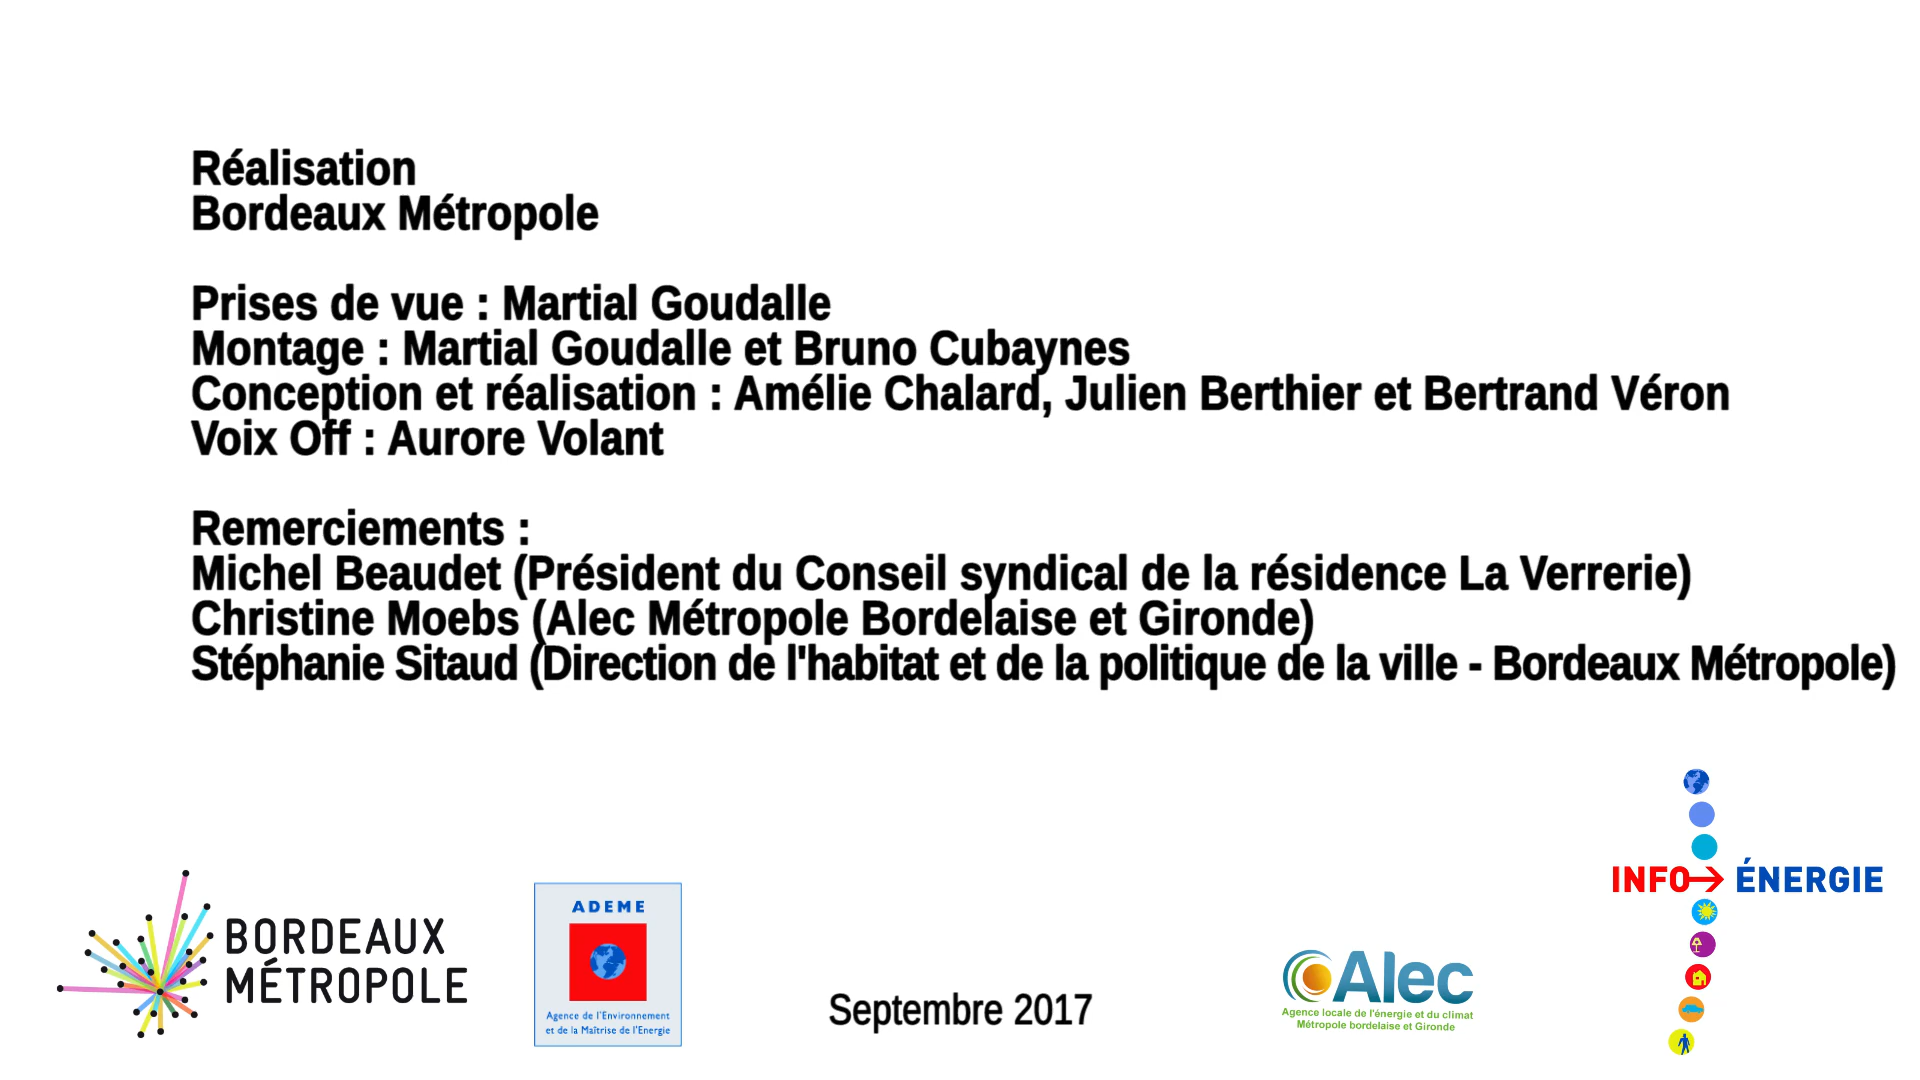 Réalisation
Bordeaux Métropole
Prises de vue : Martial Goudalle
Montage : Martial Goudalle et Bruno Cubaynes
Conception et réalisation : Amélie Chalard, Julien Berthier et Bertrand Véron
Voix Off : Aurore Volant
Remerciements :
Michel Beaudet (Président du Conseil syndical de la résidence La Verrerie)
Christine Moebs (Alec Métropole Bordelaise et Gironde)
Stéphanie Sitaud (Direction de l'habitat et de la politique de la ville - Bordeaux Métropole)
BORDEAUX
MÉTROPOLE
ADEME
Agence de l'Environnement
et de la Maîtrise de l'Energie
Septembre 2017
Alec
Agence locale de l'énergie et du climat
Métropole bordelaise et Gironde
INFO ÉNERGIE